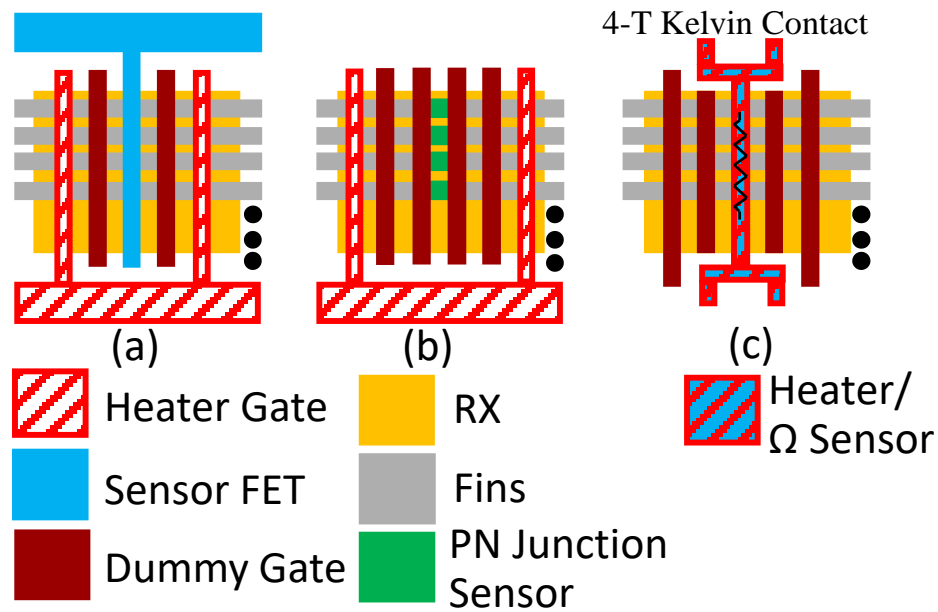 4-T Kelvin Contact
(a)
(b)
(c)
Heater Gate
RX
Heater/
Ω Sensor
Sensor FET
Fins
Dummy Gate
PN Junction
Sensor